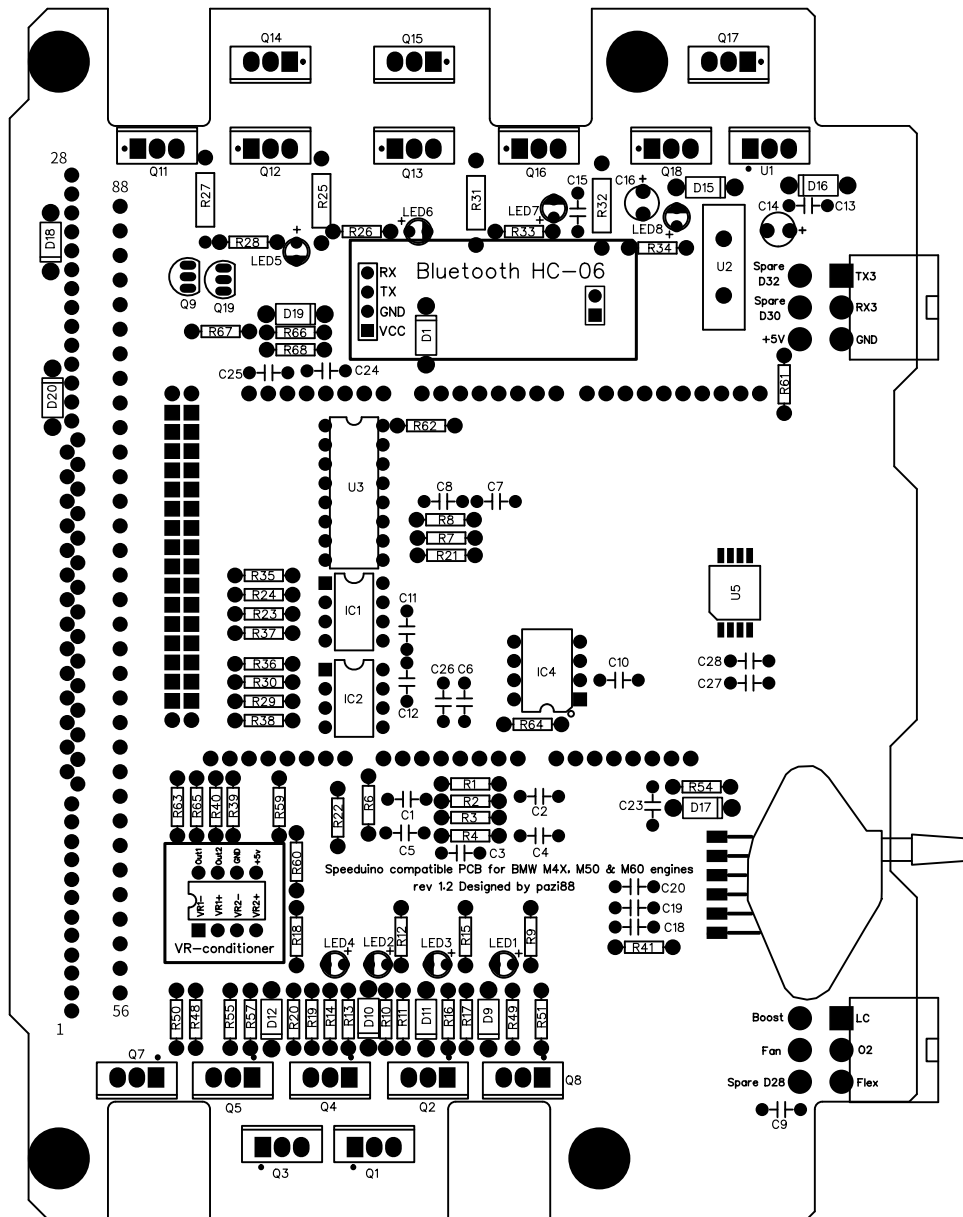 Q14
Q15
Q17
28
88
Q11
R27
Q12
R25
Q13
R31
Q16
C15
R32
C16
Q18
D15
U1
D16
C13
C14
D18
R28
LED5
R26
LED6
LED7
R33
LED8
R34
U2
Q9
Q19
Bluetooth HC-06
RX
TX
GND
VCC
D1
Spare
D32
TX3
Spare
D30
RX3
+5V
GND
D19
R67
R66
R68
C25
C24
D20
R61
R62
U3
C8
C7
R8
R7
R21
R35
R24
R23
R37
IC1
C11
U5
R36
R30
R29
R38
IC2
C12
C26
C6
IC4
C10
R64
C28
C27
R63
R65
R40
R39
R59
R22
R6
C1
C5
R1
R2
R3
R4
C2
C4
C3
C23
R54
D17
Speeduino compatible PCB for BMW M4X, M50 & M60 engines
rev 1.2 Designed by pazi88
Out1
Out2
GND
+5v
VR1-
VR1+
VR2-
VR2+
VR-conditioner
R60
R18
C20
C19
C18
R41
LED4
LED2
R12
LED3
R15
LED1
R9
1
56
R50
R48
R55
R57
D12
R20
R19
R14
R13
D10
R10
R11
D11
R16
R17
D9
R49
R51
Boost
LC
Fan
O2
Spare D28
Flex
C9
Q7
Q5
Q4
Q2
Q8
Q3
Q1